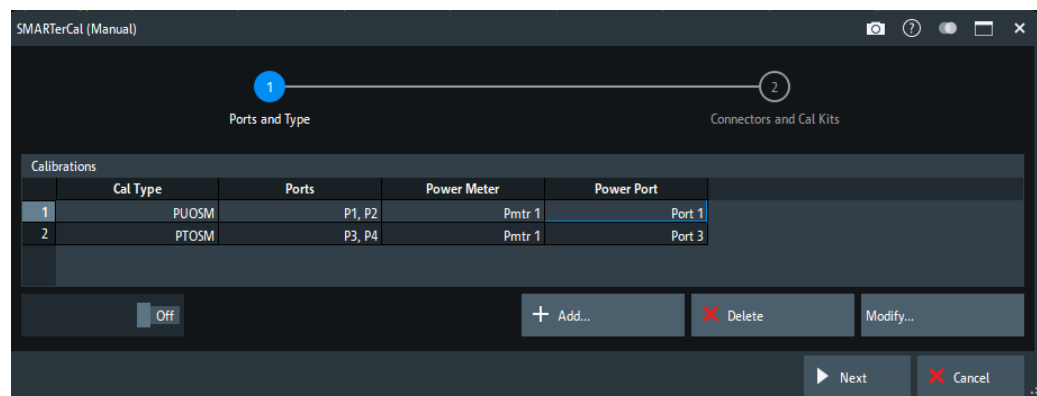 SMARTerCal (Manual)
1
2
Ports and Type
Connectors and Cal Kits
Calibrations
Cal Type Ports Power Meter Power Port
1 PUOSM P1, P2 Pmtr 1 Port 1
2 PTOSM P3, P4 Pmtr 1 Port 3
Off
Add...
Delete
Modify...
Next
Cancel